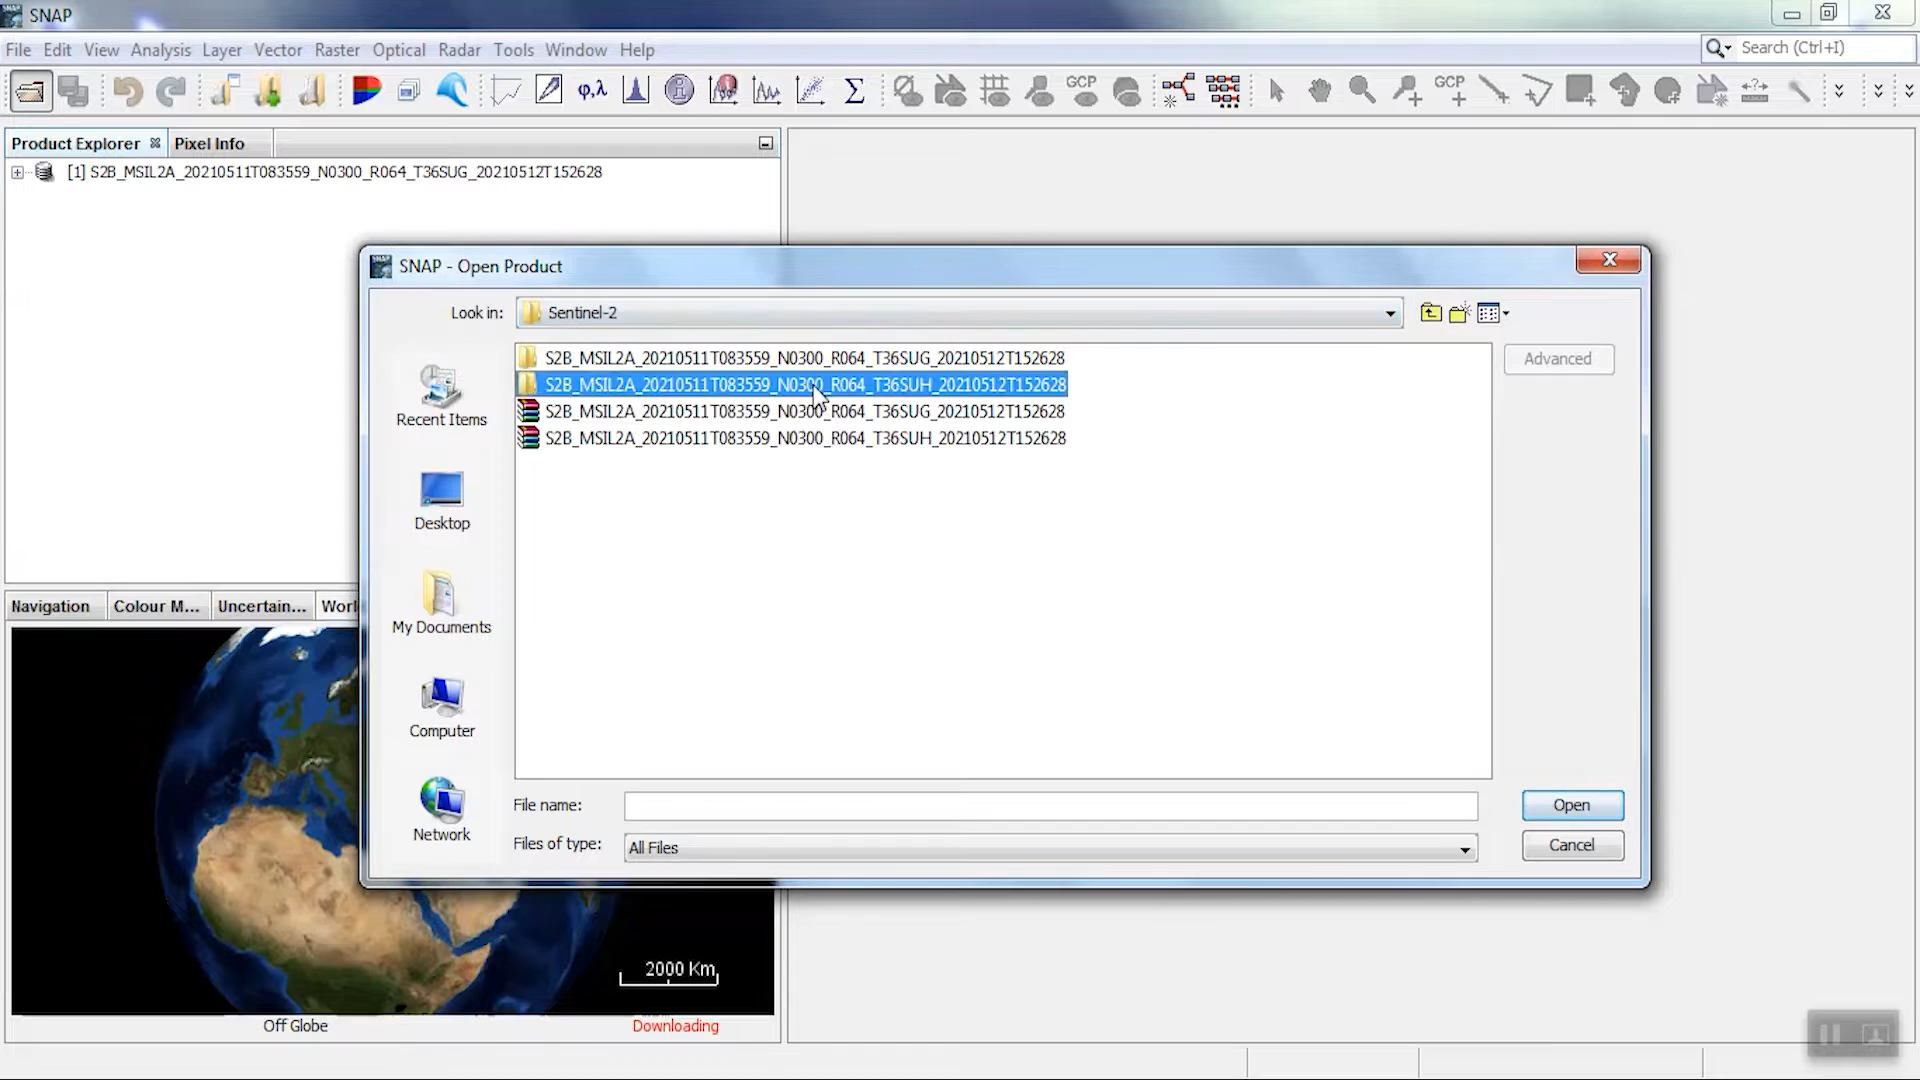 SNAP
File Edit View Analysis Layer Vector Raster Optical Radar Tools Window Help
Search (Ctrl+I)
φ,λ GCP GCP
Product Explorer Pixel Info
[1] S2B_MSIL2A_20210511T083559_N0300_R064_T36SUG_20210512T152628
SNAP - Open Product
Look in: Sentinel-2
S2B_MSIL2A_20210511T083559_N0300_R064_T36SUG_20210512T152628
S2B_MSIL2A_20210511T083559_N0300_R064_T36SUH_20210512T152628
S2B_MSIL2A_20210511T083559_N0300_R064_T36SUG_20210512T152628
S2B_MSIL2A_20210511T083559_N0300_R064_T36SUH_20210512T152628
Advanced
Recent Items
Desktop
My Documents
Computer
Network
File name:
Open
Files of type: All Files
Cancel
Navigation Colour M... Uncertain... Worl
2000 Km
Off Globe Downloading